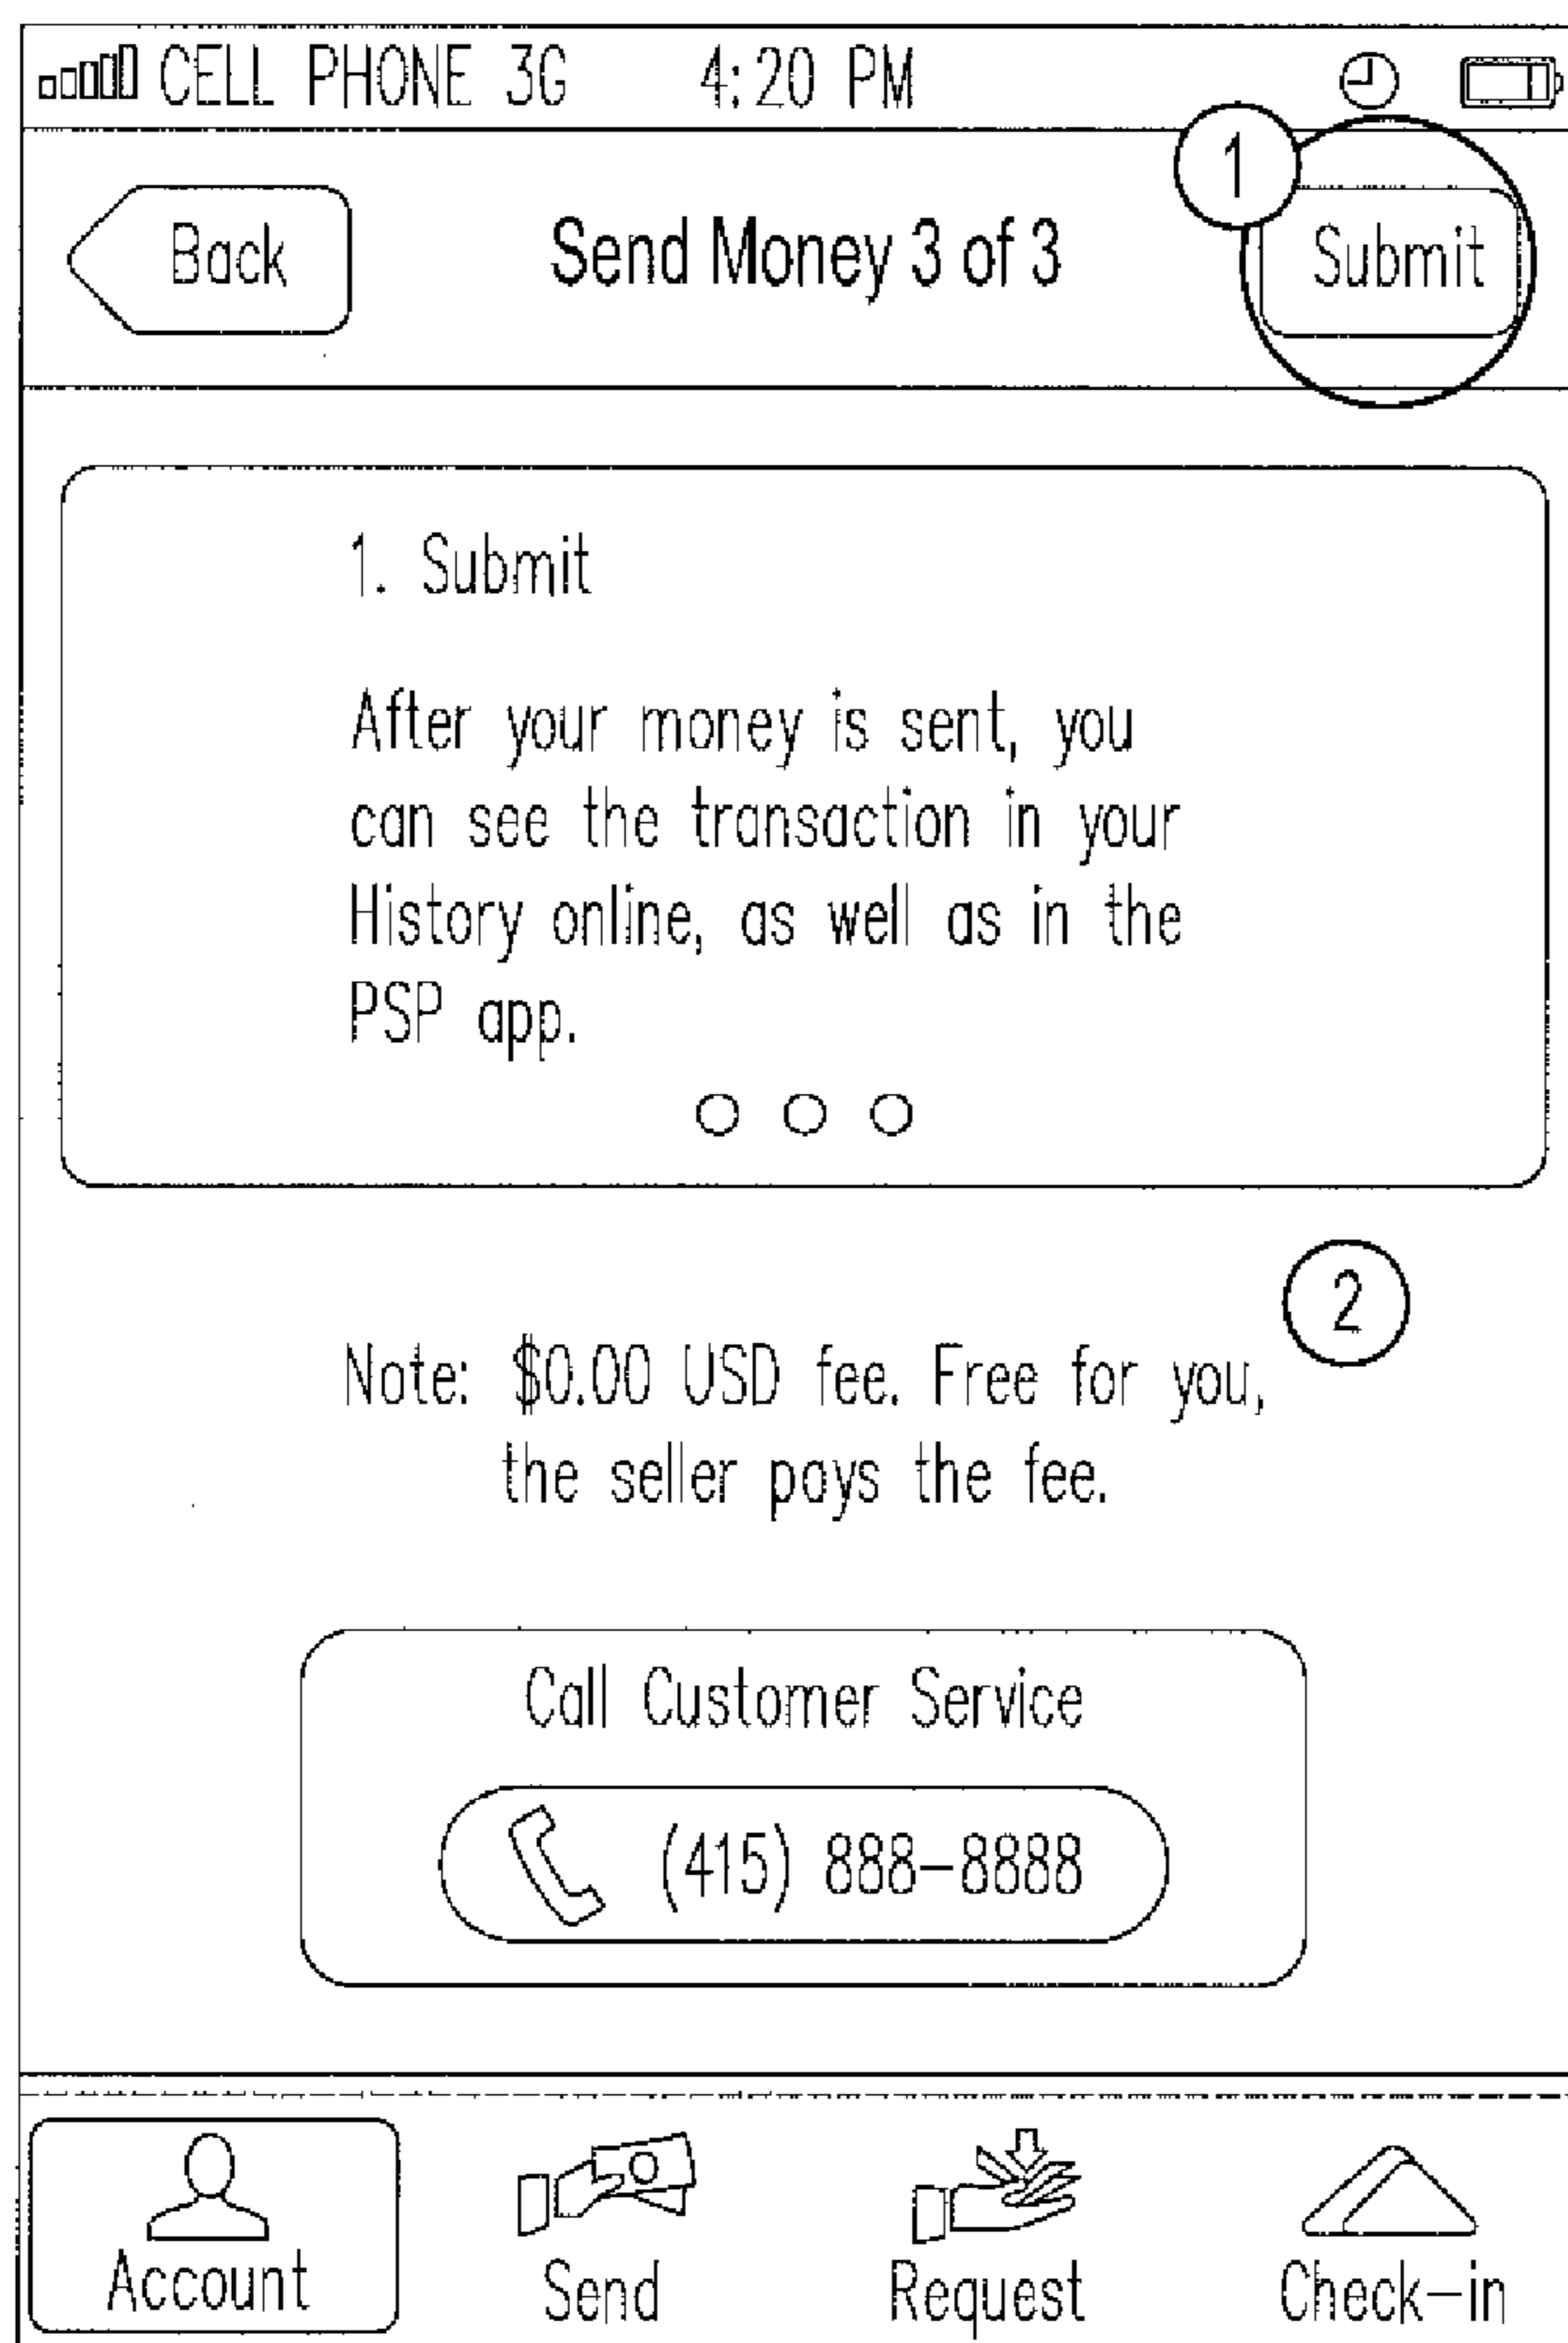 CELL PHONE 3G 4:20 PM
1
Back Send Money 3 of 3 Submit
1. Submit
After your money is sent, you
can see the transaction in your
History online, as well as in the
PSP app.
2
Note: $0.00 USD fee. Free for you,
the seller pays the fee.
Call Customer Service
(415) 888-8888
Account Send Request Check-in